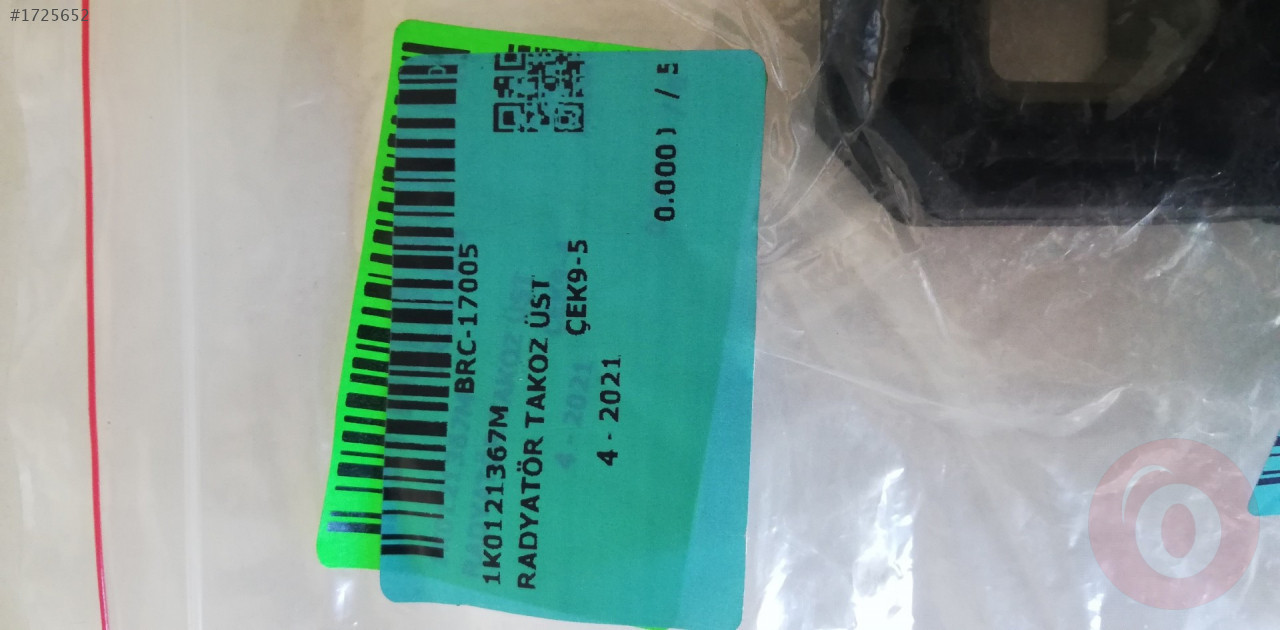 #1725652
BRC-17005
1K0121367M
RADYATÖR TAKOZ ÜST
ÇEK9-5
4 - 2021
0.000 ) / 5